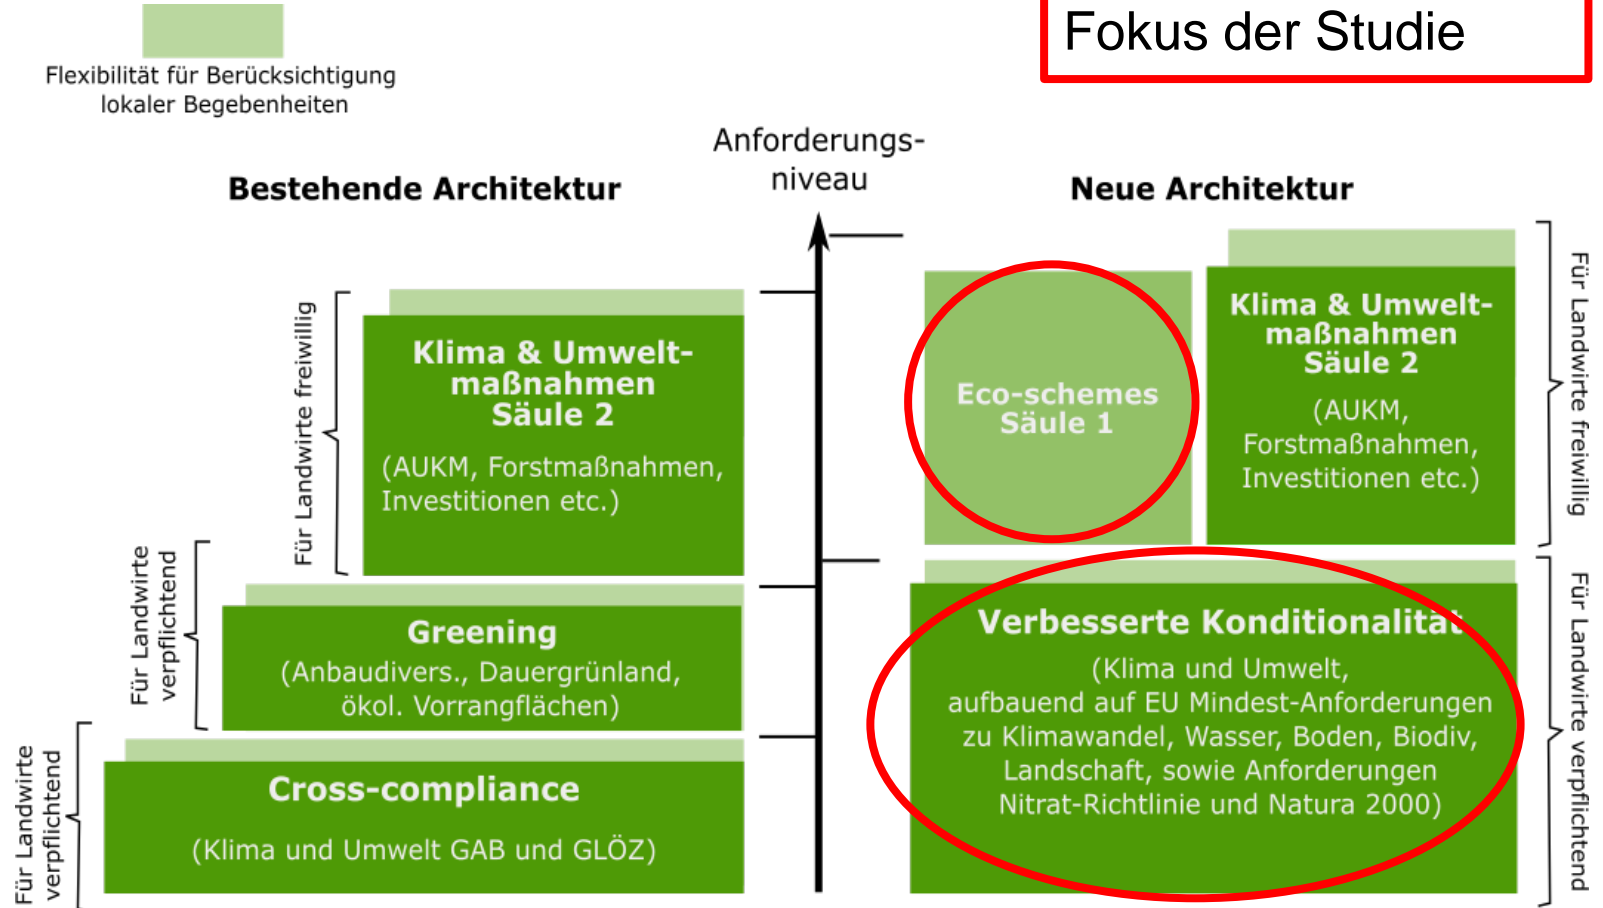 Fokus der Studie
Flexibilität für Berücksichtigung
lokaler Begebenheiten
Anforderungs-
niveau
Bestehende Architektur
Für Landwirte freiwillig
Klima & Umwelt-
maßnahmen
Säule 2
(AUKM, Forstmaßnahmen,
Investitionen etc.)
Für Landwirte
verpflichtend
Greening
(Anbaudivers., Dauergrünland,
ökol. Vorrangflächen)
Für Landwirte
verpflichtend
Cross-compliance
(Klima und Umwelt GAB und GLÖZ)
Neue Architektur
Eco-schemes
Säule 1
Klima & Umwelt-
maßnahmen
Säule 2
(AUKM,
Forstmaßnahmen,
Investitionen etc.)
Für Landwirte freiwillig
Verbesserte Konditionalität
(Klima und Umwelt,
aufbauend auf EU Mindest-Anforderungen
zu Klimawandel, Wasser, Boden, Biodiv,
Landschaft, sowie Anforderungen
Nitrat-Richtlinie und Natura 2000)
Für Landwirte verpflichtend